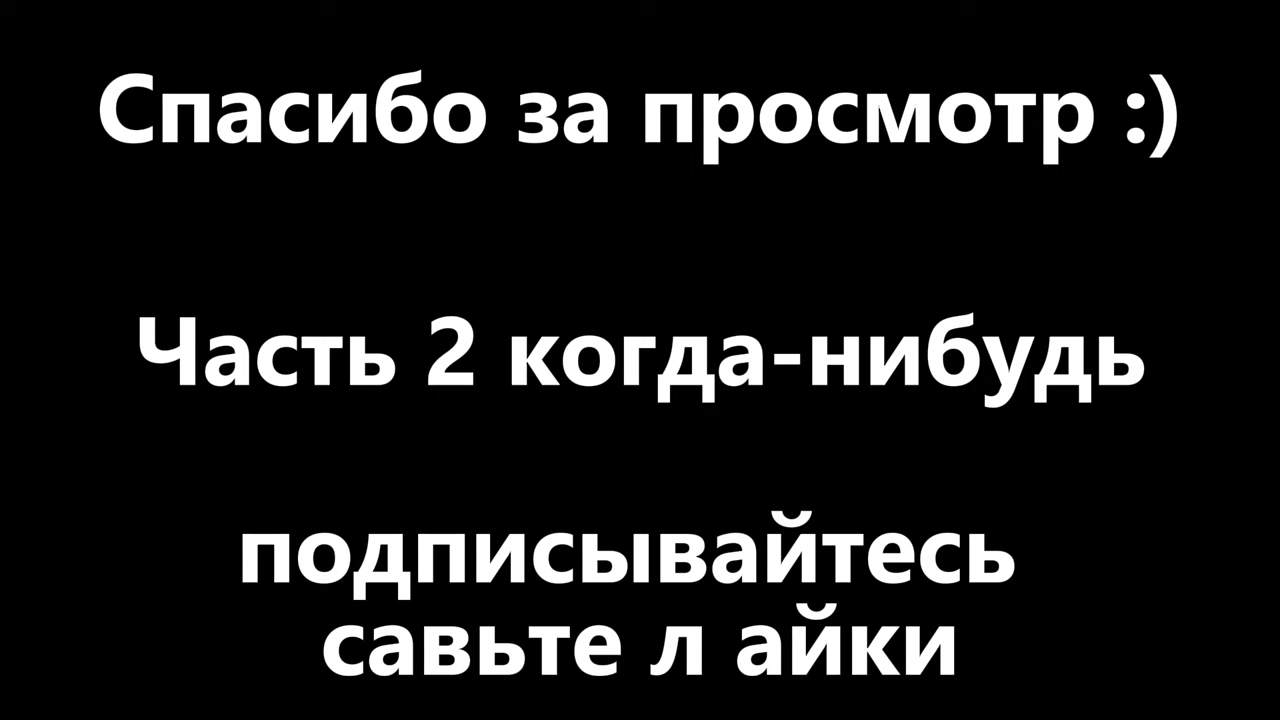 Спасибо за просмотр :)
Часть 2 когда-нибудь
подписывайтесь
савьте л айки